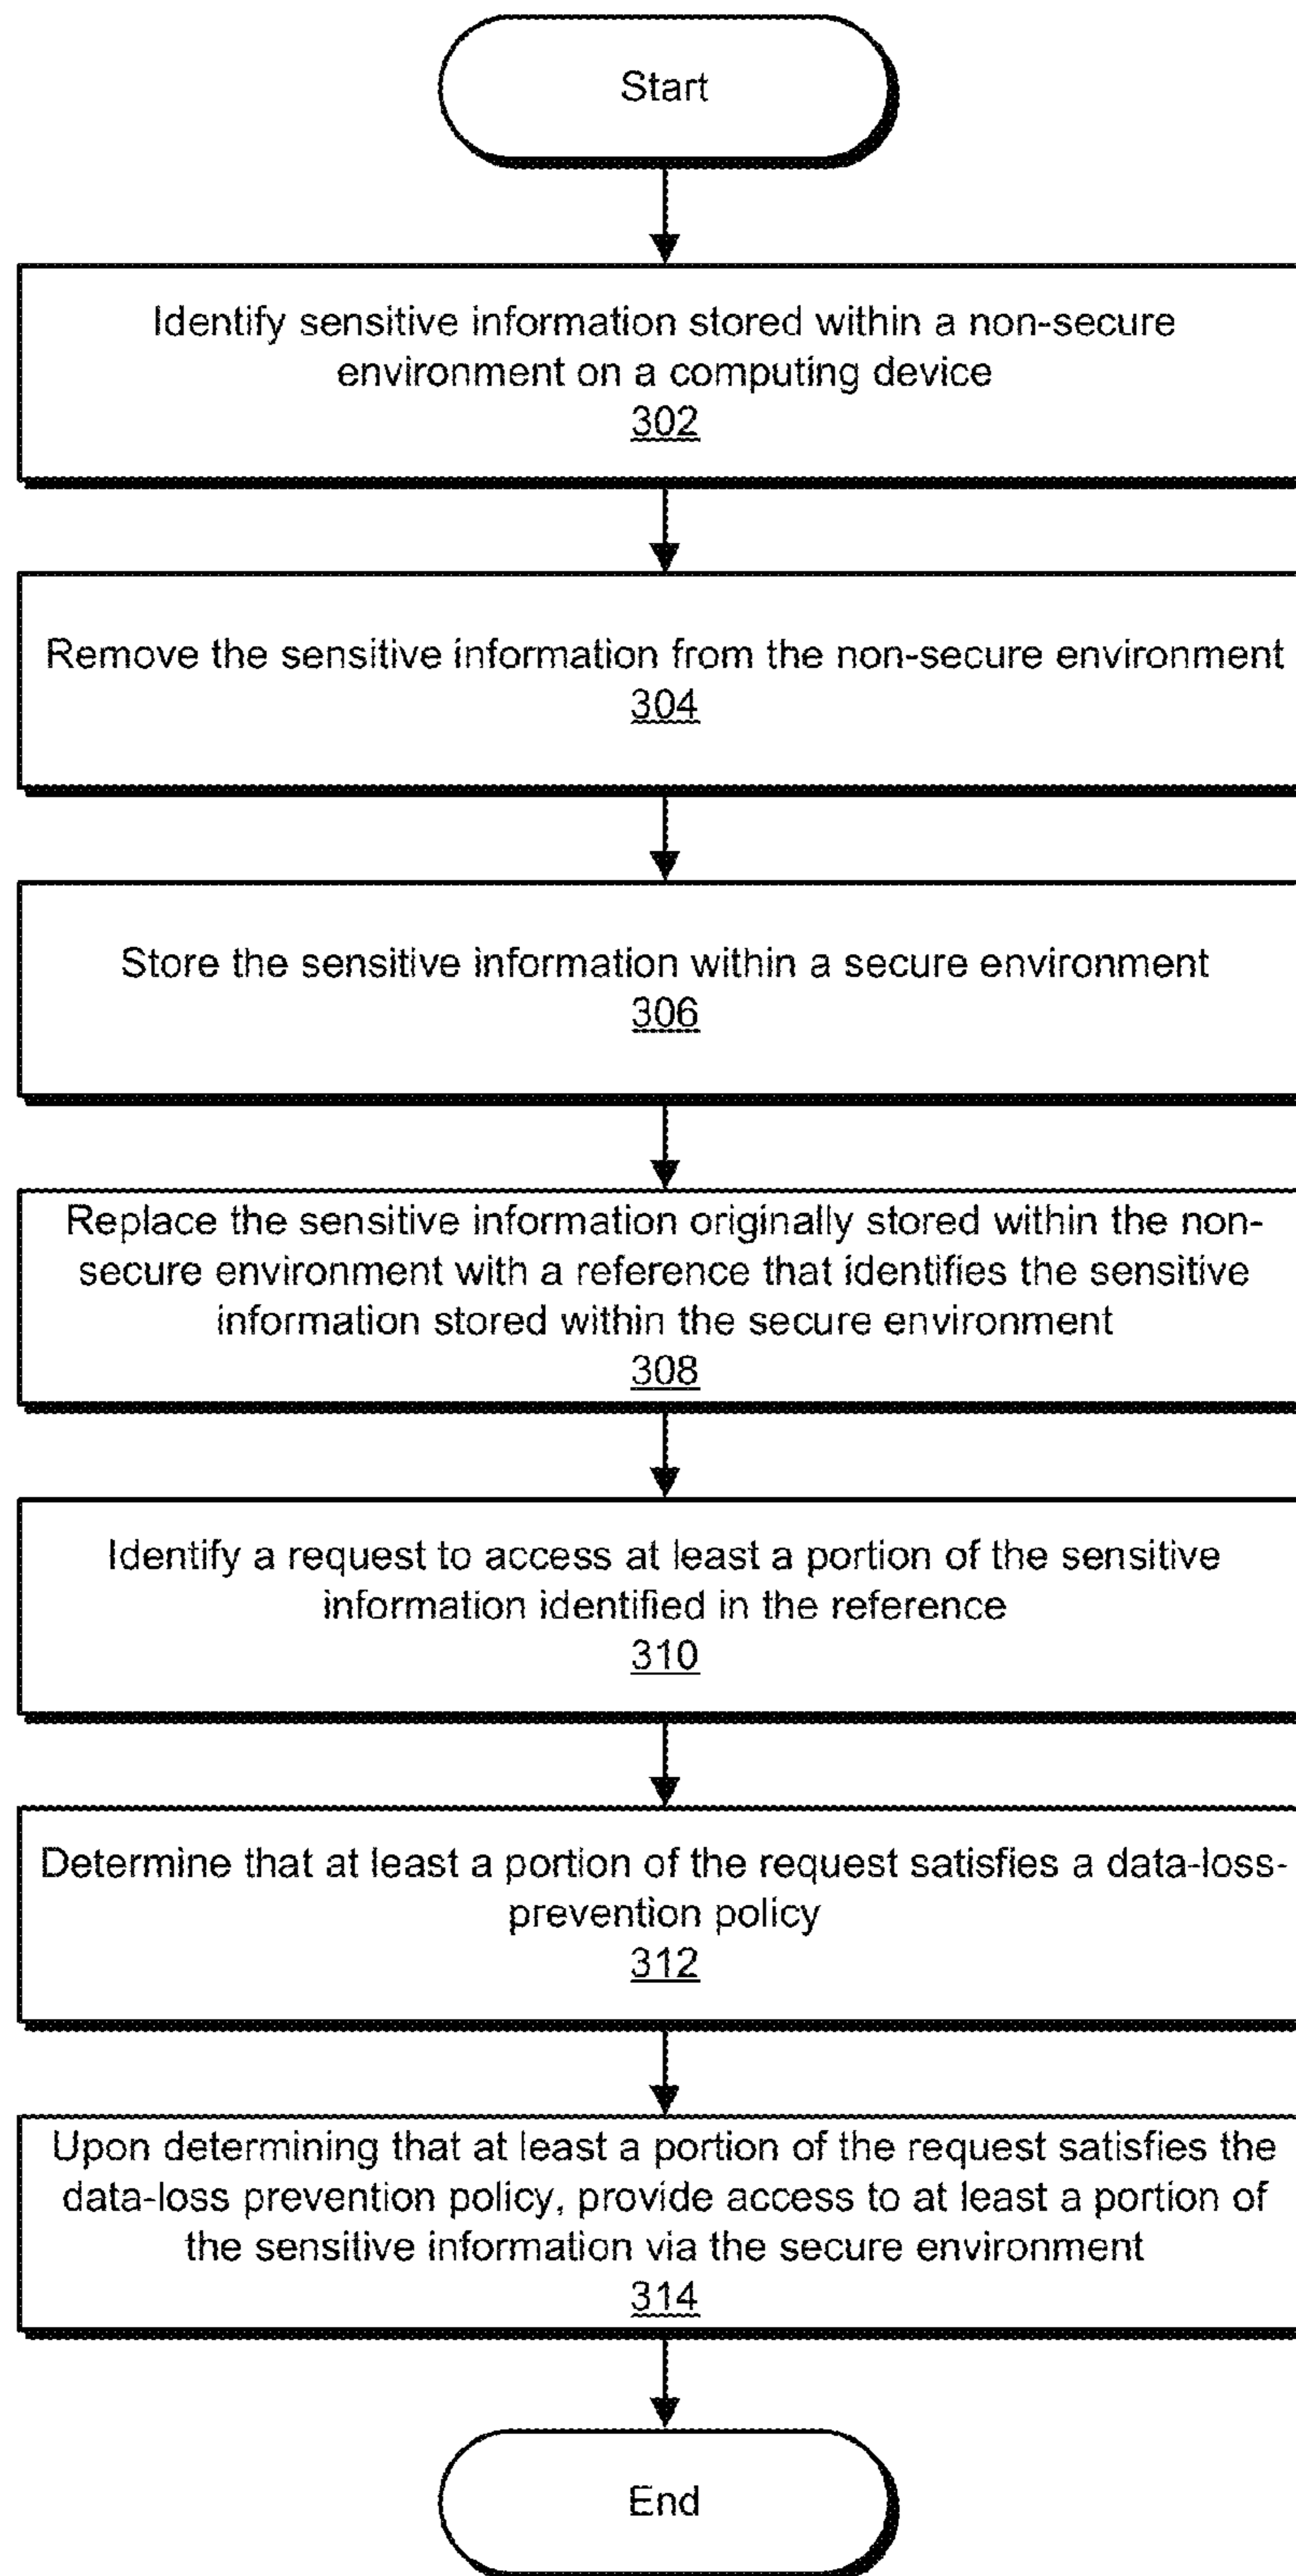 Start
Identify sensitive information stored within a non-secure
environment on a computing device
302
Remove the sensitive information from the non-secure environment
304
Store the sensitive information within a secure environment
306
Replace the sensitive information originally stored within the non-
secure environment with a reference that identifies the sensitive
information stored within the secure environment
308
Identify a request to access at least a portion of the sensitive
information identified in the reference
310
Determine that at least a portion of the request satisfies a data-loss-
prevention policy
312
Upon determining that at least a portion of the request satisfies the
data-loss prevention policy, provide access to at least a portion of
the sensitive information via the secure environment
314
End